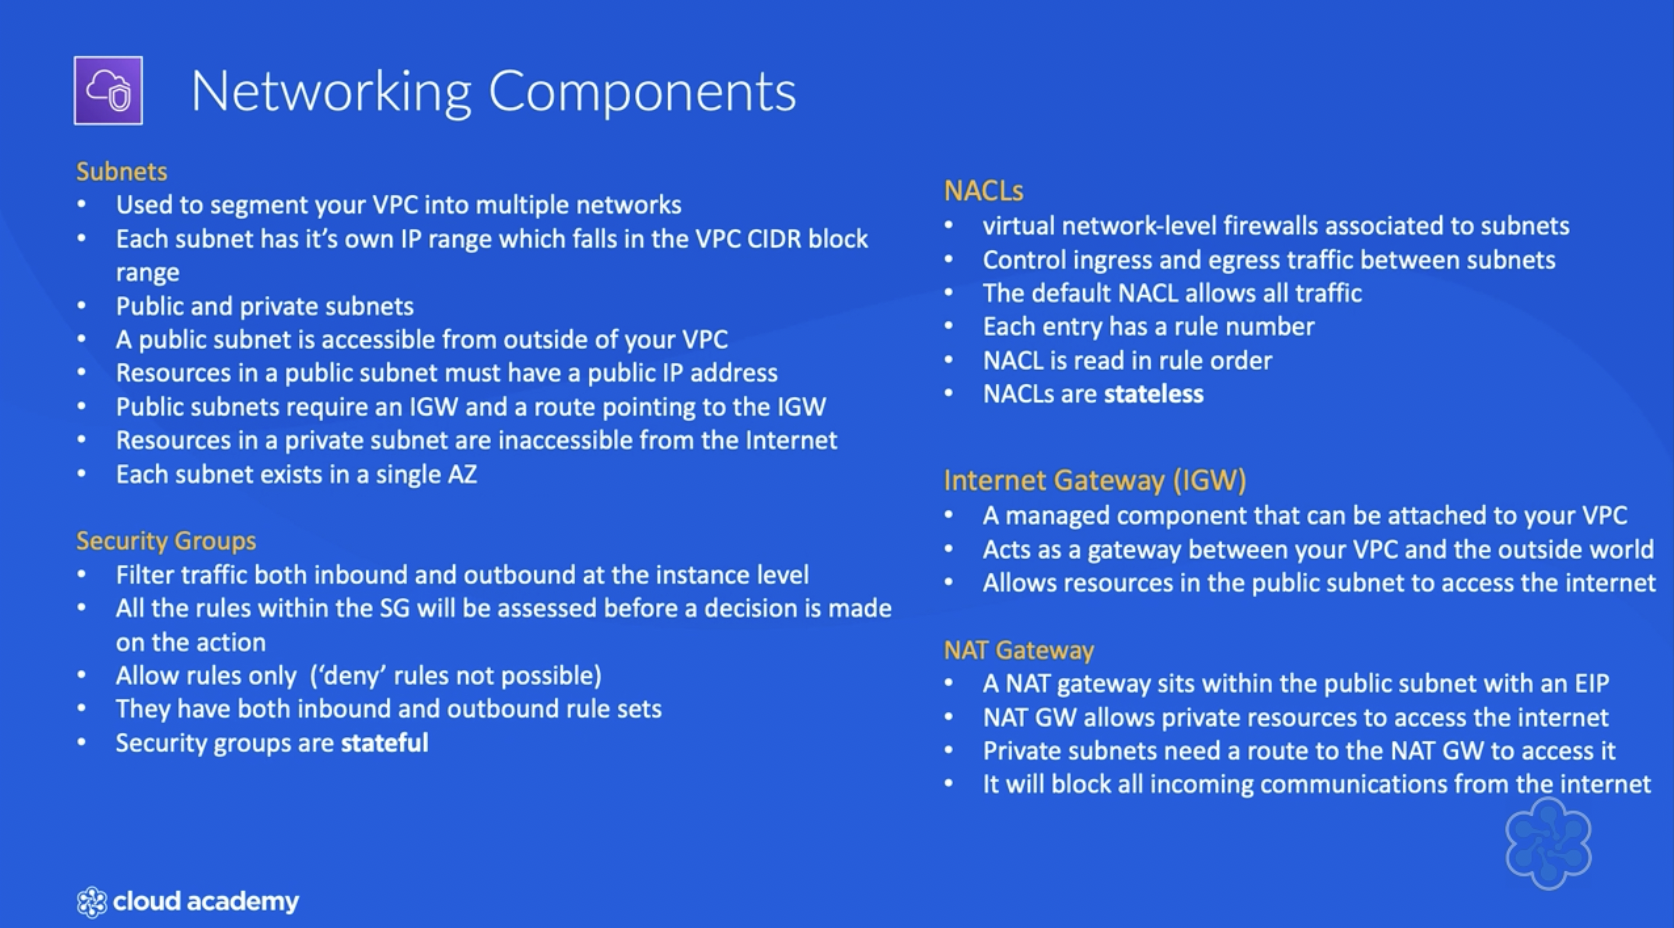 Networking Components
Subnets
• Used to segment your VPC into multiple networks
• Each subnet has it’s own IP range which falls in the VPC CIDR block
range
• Public and private subnets
• A public subnet is accessible from outside of your VPC
• Resources in a public subnet must have a public IP address
• Public subnets require an IGW and a route pointing to the IGW
• Resources in a private subnet are inaccessible from the Internet
• Each subnet exists in a single AZ
Security Groups
• Filter traffic both inbound and outbound at the instance level
• All the rules within the SG will be assessed before a decision is made
on the action
• Allow rules only (‘deny’ rules not possible)
• They have both inbound and outbound rule sets
• Security groups are stateful
NACLs
• virtual network-level firewalls associated to subnets
• Control ingress and egress traffic between subnets
• The default NACL allows all traffic
• Each entry has a rule number
• NACL is read in rule order
• NACLs are stateless
Internet Gateway (IGW)
• A managed component that can be attached to your VPC
• Acts as a gateway between your VPC and the outside world
• Allows resources in the public subnet to access the internet
NAT Gateway
• A NAT gateway sits within the public subnet with an EIP
• NAT GW allows private resources to access the internet
• Private subnets need a route to the NAT GW to access it
• It will block all incoming communications from the internet
cloud academy